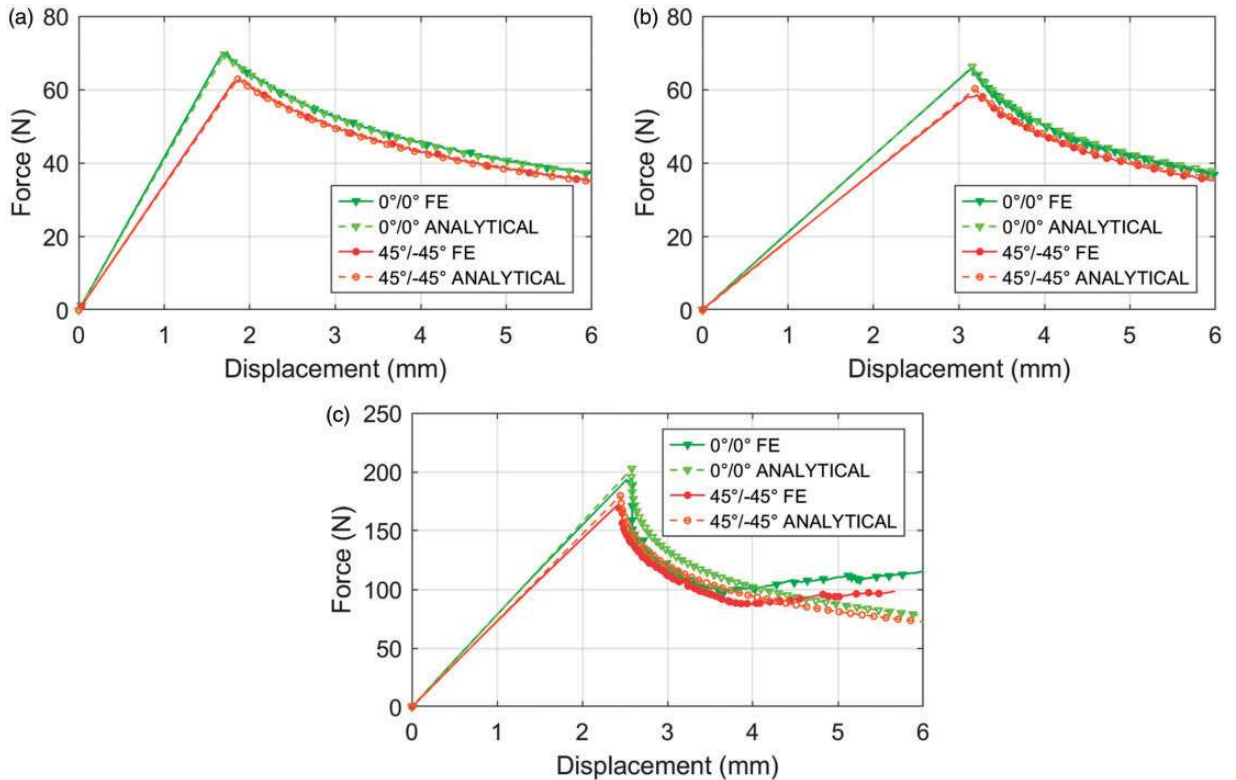 (a)
80
60
40
20
0
Force (N)
0°/0° FE
0°/0° ANALYTICAL
45°/-45° FE
45°/-45° ANALYTICAL
0 1 2 3 4 5 6
Displacement (mm)
(b)
80
60
40
20
0
Force (N)
0°/0° FE
0°/0° ANALYTICAL
45°/-45° FE
45°/-45° ANALYTICAL
0 1 2 3 4 5 6
Displacement (mm)
(c)
250
200
150
100
50
0
Force (N)
0°/0° FE
0°/0° ANALYTICAL
45°/-45° FE
45°/-45° ANALYTICAL
0 1 2 3 4 5 6
Displacement (mm)